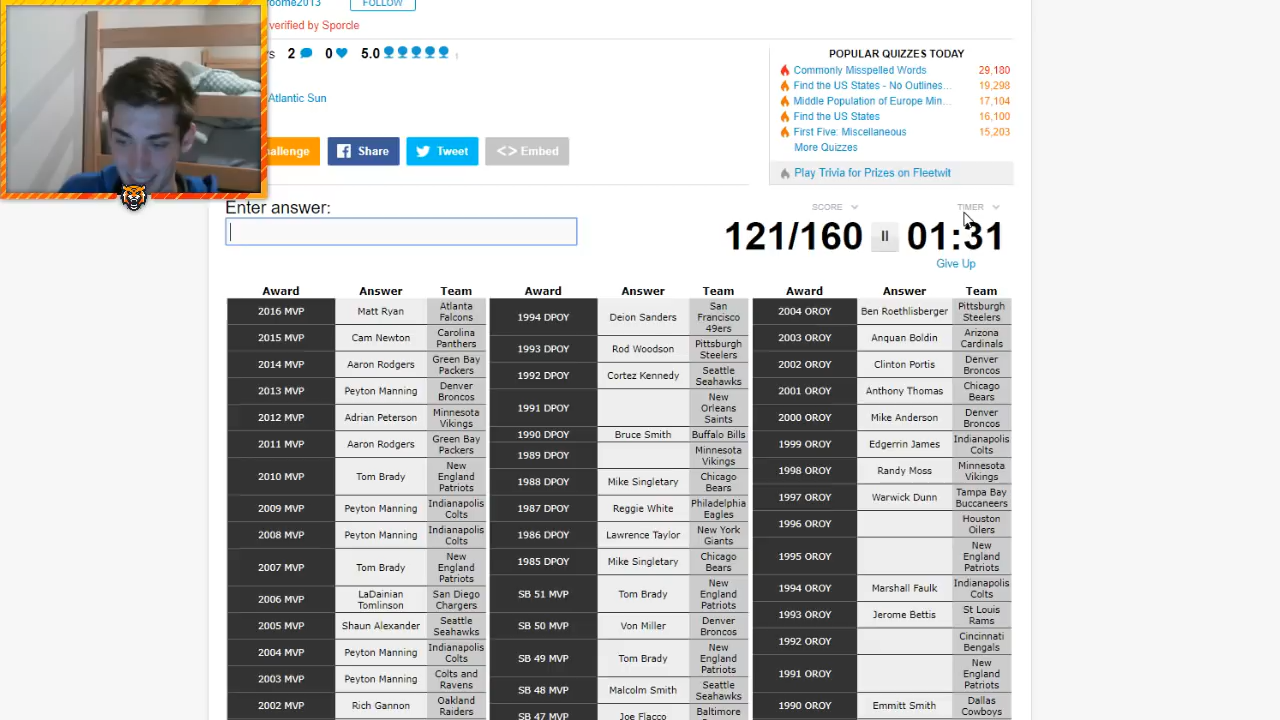 oome2013
FOLLOW
verified by Sporcle
rs 2 0 5.0
Atlantic Sun
hallenge
Share
Tweet
<> Embed
POPULAR QUIZZES TODAY
Commonly Misspelled Words 29,180
Find the US States - No Outlines... 19,298
Middle Population of Europe Min... 17,104
Find the US States 16,100
First Five: Miscellaneous 15,203
More Quizzes
Play Trivia for Prizes on Fleetwit
Enter answer:
SCORE
TIMER
121/160
01:31
Give Up
Award Answer Team
2016 MVP Matt Ryan Atlanta Falcons
2015 MVP Cam Newton Carolina Panthers
2014 MVP Aaron Rodgers Green Bay Packers
2013 MVP Peyton Manning Denver Broncos
2012 MVP Adrian Peterson Minnesota Vikings
2011 MVP Aaron Rodgers Green Bay Packers
2010 MVP Tom Brady New England Patriots
2009 MVP Peyton Manning Indianapolis Colts
2008 MVP Peyton Manning Indianapolis Colts
2007 MVP Tom Brady New England Patriots
2006 MVP LaDainian Tomlinson San Diego Chargers
2005 MVP Shaun Alexander Seattle Seahawks
2004 MVP Peyton Manning Indianapolis Colts
2003 MVP Peyton Manning Colts and Ravens
2002 MVP Rich Gannon Oakland Raiders
Award Answer Team
1994 DPOY Deion Sanders San Francisco 49ers
1993 DPOY Rod Woodson Pittsburgh Steelers
1992 DPOY Cortez Kennedy Seattle Seahawks
1991 DPOY New Orleans Saints
1990 DPOY Bruce Smith Buffalo Bills
1989 DPOY Minnesota Vikings
1988 DPOY Mike Singletary Chicago Bears
1987 DPOY Reggie White Philadelphia Eagles
1986 DPOY Lawrence Taylor New York Giants
1985 DPOY Mike Singletary Chicago Bears
SB 51 MVP Tom Brady New England Patriots
SB 50 MVP Von Miller Denver Broncos
SB 49 MVP Tom Brady New England Patriots
SB 48 MVP Malcolm Smith Seattle Seahawks
SB 47 MVP Joe Flacco Baltimore
Award Answer Team
2004 OROY Ben Roethlisberger Pittsburgh Steelers
2003 OROY Anquan Boldin Arizona Cardinals
2002 OROY Clinton Portis Denver Broncos
2001 OROY Anthony Thomas Chicago Bears
2000 OROY Mike Anderson Denver Broncos
1999 OROY Edgerrin James Indianapolis Colts
1998 OROY Randy Moss Minnesota Vikings
1997 OROY Warwick Dunn Tampa Bay Buccaneers
1996 OROY Houston Oilers
1995 OROY New England Patriots
1994 OROY Marshall Faulk Indianapolis Colts
1993 OROY Jerome Bettis St Louis Rams
1992 OROY Cincinnati Bengals
1991 OROY New England Patriots
1990 OROY Emmitt Smith Dallas Cowboys